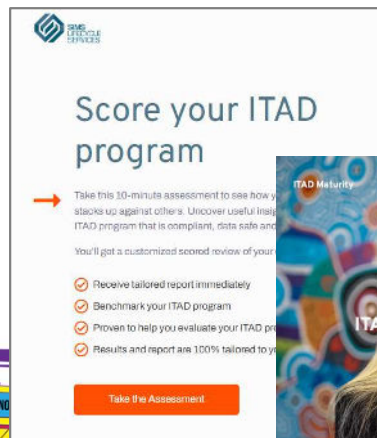 SIMS
LIFECYCLE
SERVICES
Score your ITAD
program
Take this 10-minute assessment to see how y
stacks up against others. Uncover useful insig
ITAD program that is compliant, data safe and
You'll get a customized scored review of your
Receive tailored report immediately
Benchmark your ITAD program
Proven to help you evaluate your ITAD pr
Results and report are 100% tailored to y
Take the Assessment
ITAD Maturity
ITA
NO